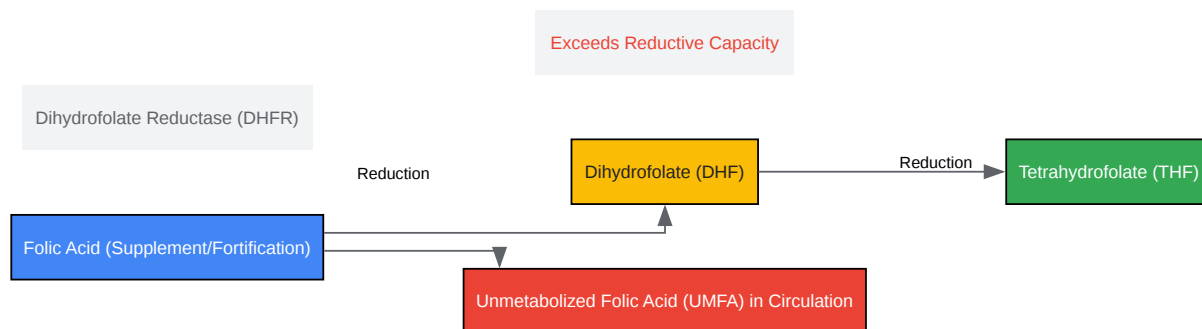 Exceeds Reductive Capacity
Dihydrofolate Reductase (DHFR)
Reduction
Dihydrofolate (DHF)
Reduction
Tetrahydrofolate (THF)
Folic Acid (Supplement/Fortification)
Unmetabolized Folic Acid (UMFA) in Circulation